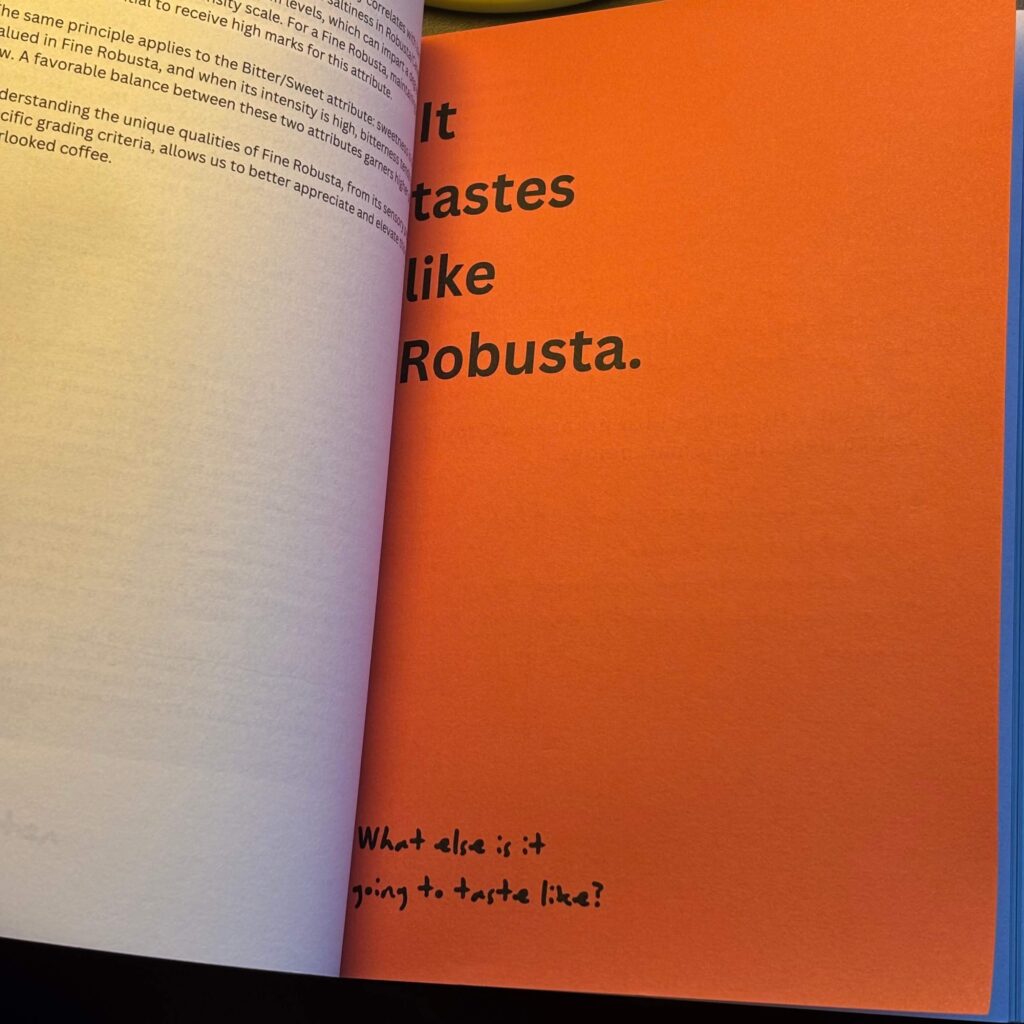 correlates with
saltiness in Robusta
levels, which can impart a
sity scale. For a Fine Robusta,
tial to receive high marks for this attribute.
he same principle applies to the Bitter/Sweet attribute: sweetness
alued in Fine Robusta, and when its intensity is high, bitterness
w. A favorable balance between these two attributes garners
derstanding the unique qualities of Fine Robusta, from its sensory
cific grading criteria, allows us to better appreciate and elevate
rlooked coffee.
It
tastes
like
Robusta.
What else is it
going to taste like?